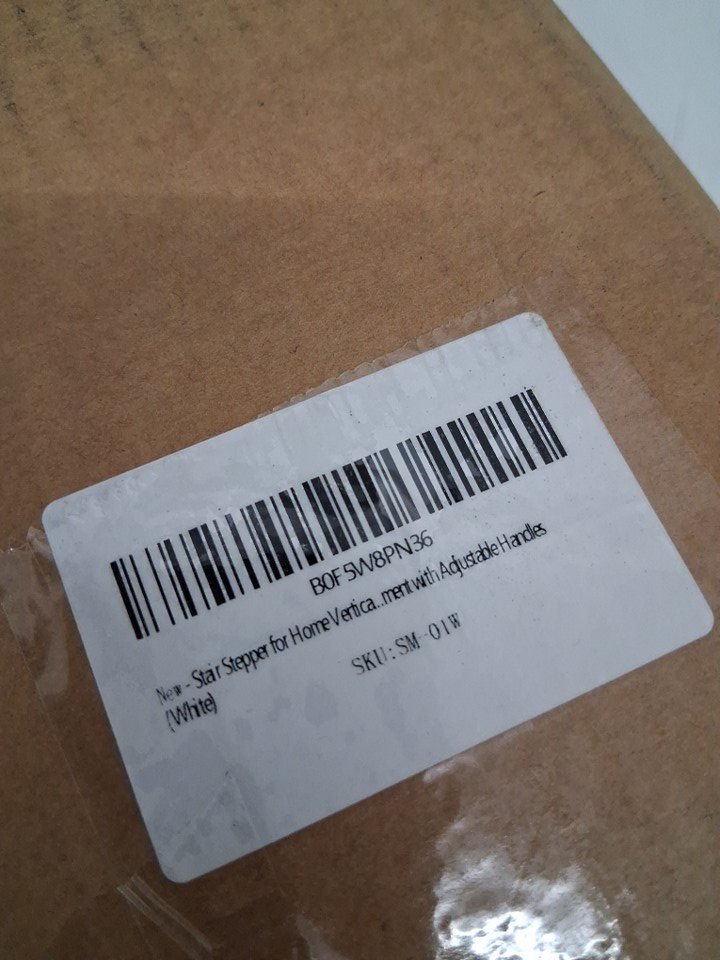 B0F5W8PN36
New - Stair Stepper for Home Vertica...ment with Adjustable Handles
(White)
SKU: SM-01W